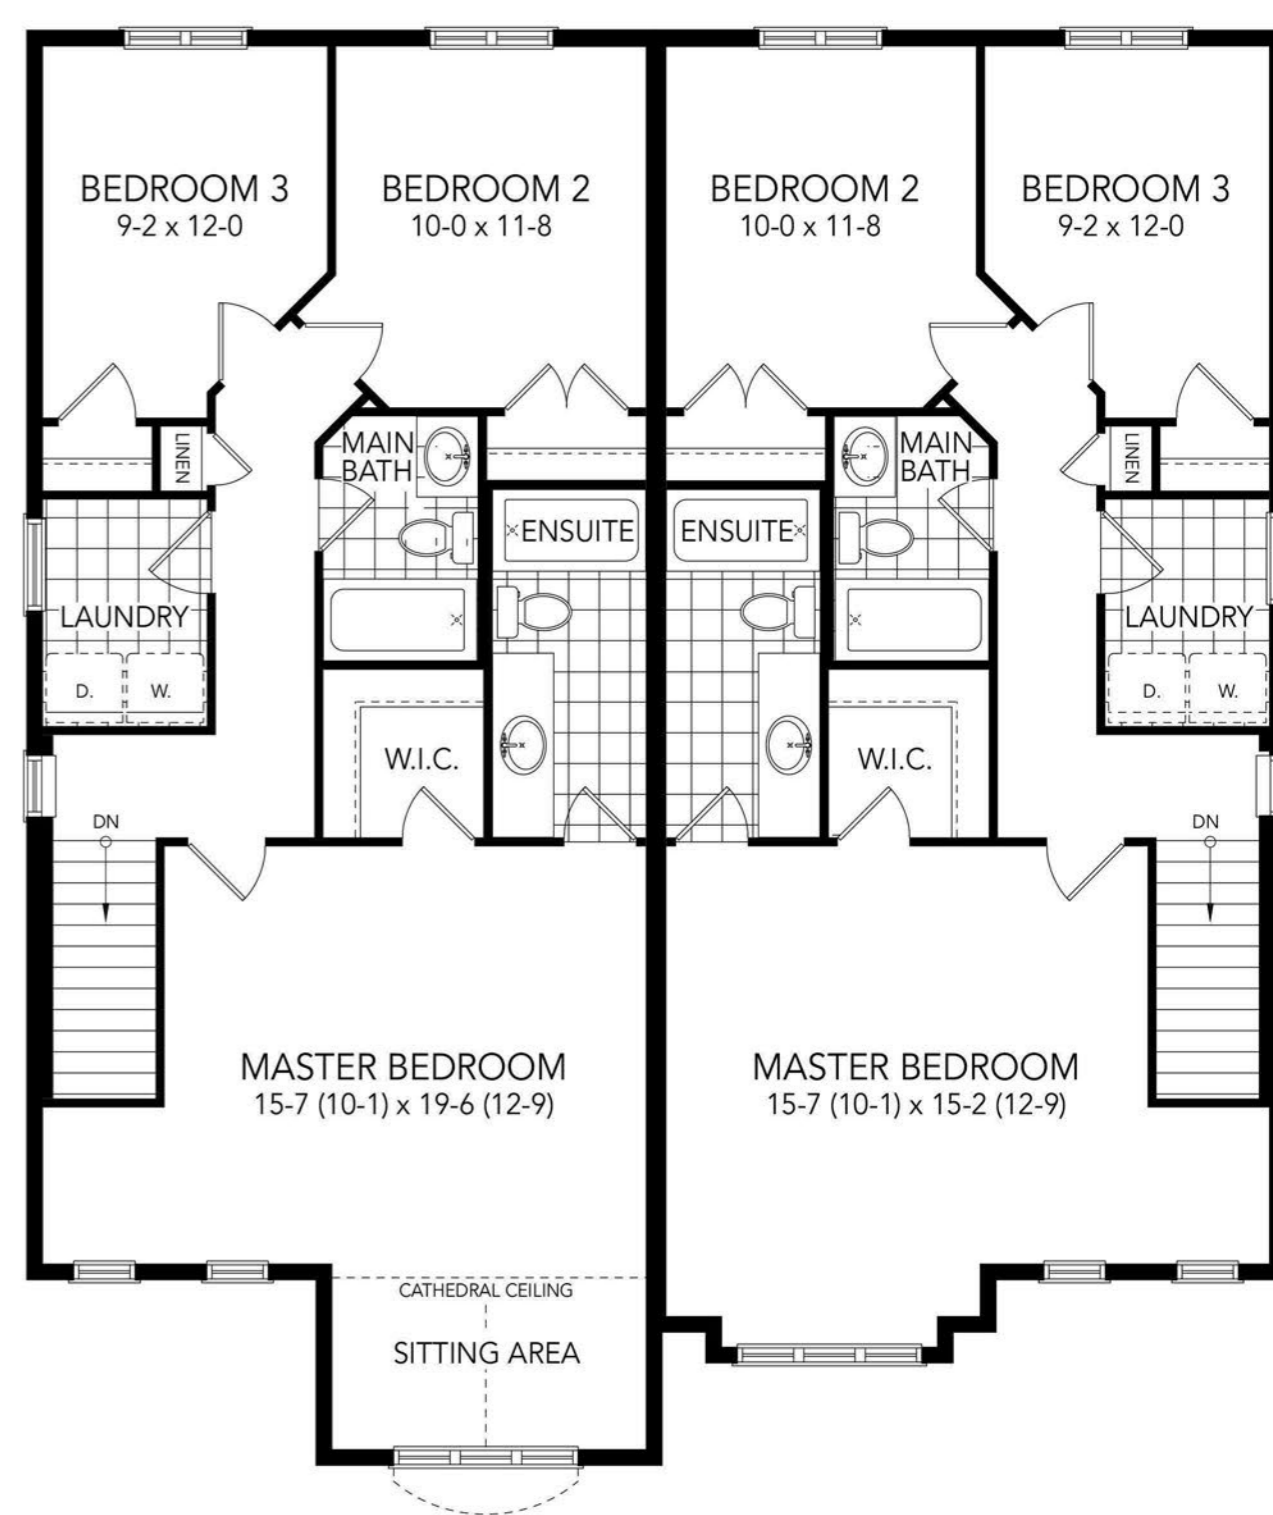 BEDROOM 3
9-2 x 12-0
BEDROOM 2
10-0 x 11-8
BEDROOM 2
10-0 x 11-8
BEDROOM 3
9-2 x 12-0
LINEN
MAIN
BATH
MAIN
BATH
LINEN
ENSUITE
ENSUITE
LAUNDRY
D.
W.
LAUNDRY
D.
W.
W.I.C.
W.I.C.
DN
DN
MASTER BEDROOM
15-7 (10-1) x 19-6 (12-9)
MASTER BEDROOM
15-7 (10-1) x 15-2 (12-9)
CATHEDRAL CEILING
SITTING AREA